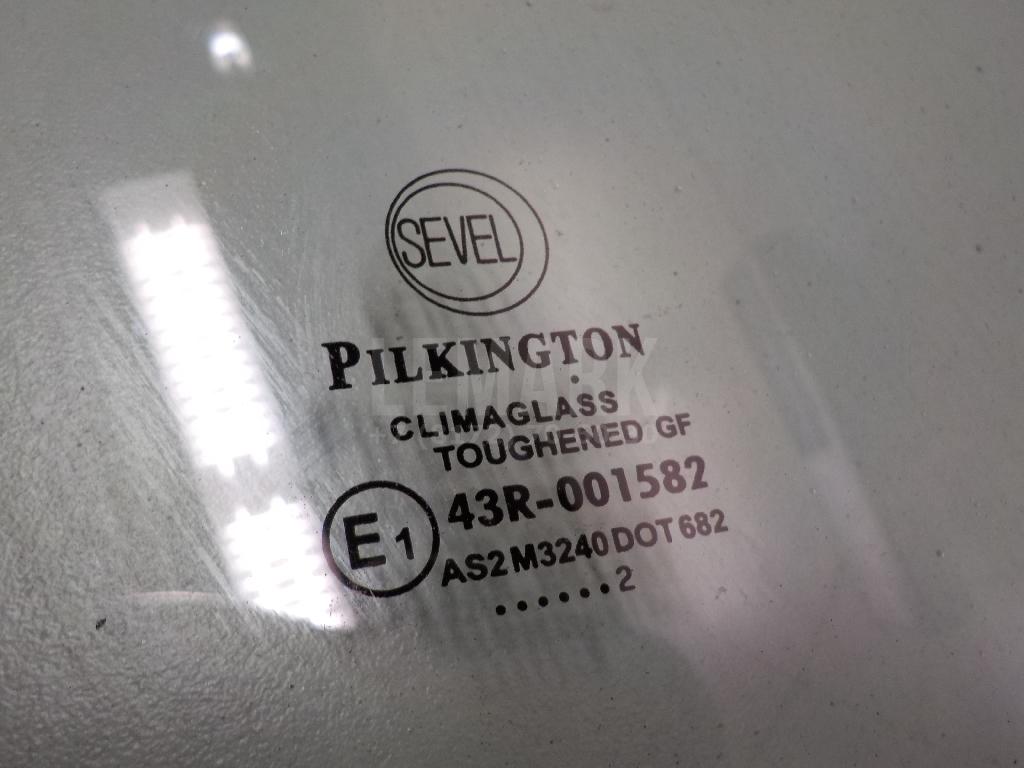 SEVEL
PILKINGTON
CLIMAGLASS
TOUGHENED GF
E1
43R-001582
AS2 M3240 DOT 682
......2